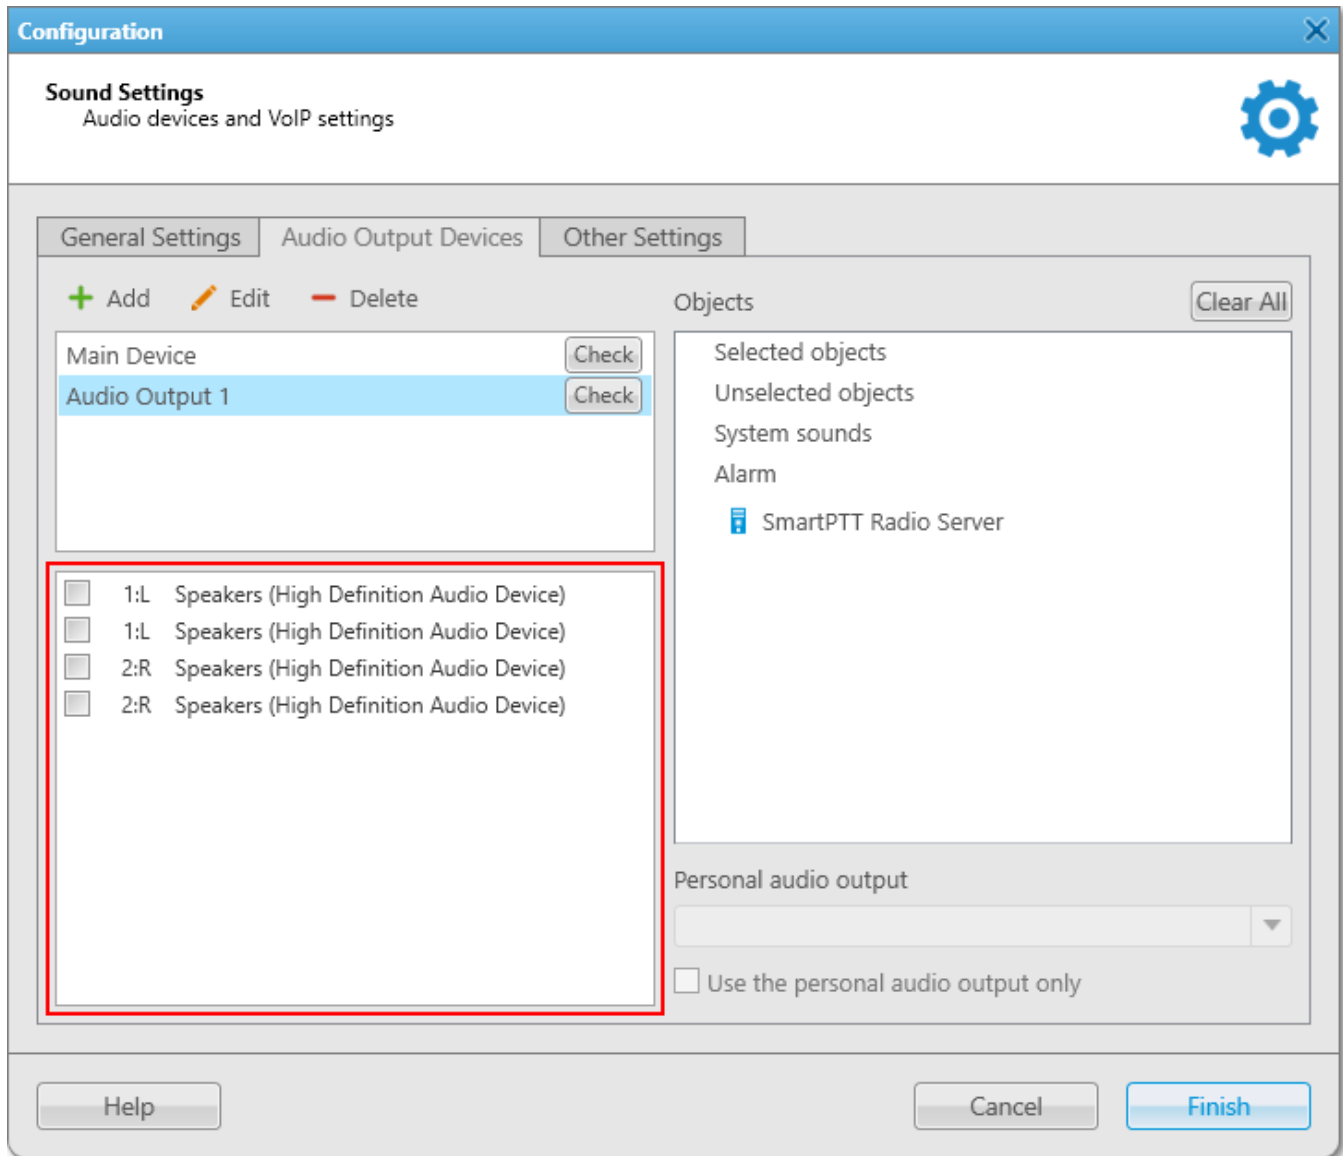 Configuration
Sound Settings
Audio devices and VoIP settings
General Settings
Audio Output Devices
Other Settings
Add
Edit
Delete
Main Device
Check
Audio Output 1
Check
1:L Speakers (High Definition Audio Device)
1:L Speakers (High Definition Audio Device)
2:R Speakers (High Definition Audio Device)
2:R Speakers (High Definition Audio Device)
Objects
Clear All
Selected objects
Unselected objects
System sounds
Alarm
SmartPTT Radio Server
Personal audio output
Use the personal audio output only
Help
Cancel
Finish